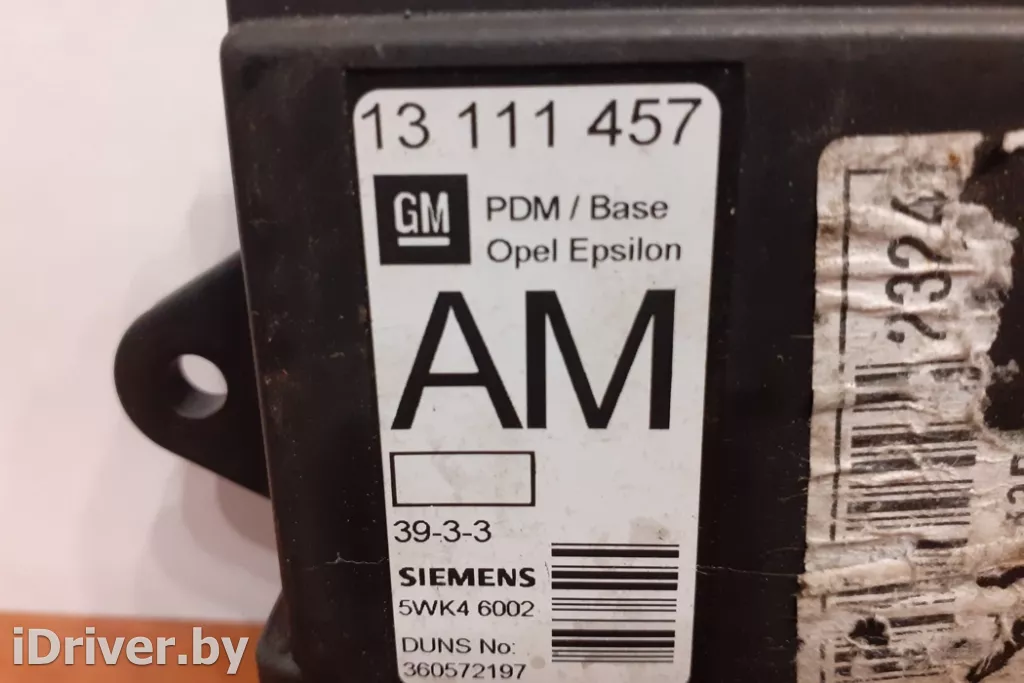 13 111 457
GM
PDM / Base
Opel Epsilon
AM
39-3-3
SIEMENS
5WK4 6002
DUNS No:
360572197
2324
iDriver.by